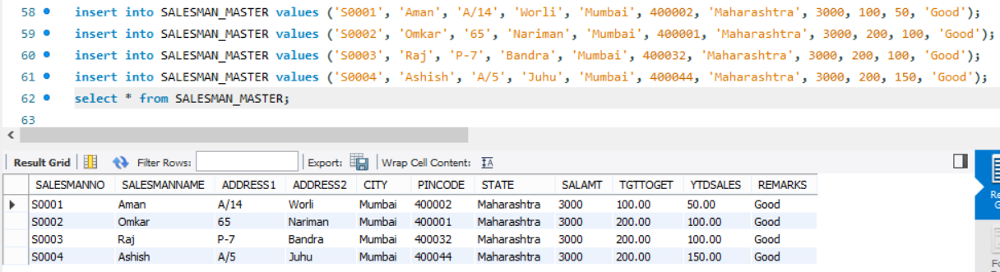 58 insert into SALESMAN_MASTER values ('S0001', 'Aman', 'A/14', 'Worli', 'Mumbai', 400002, 'Maharashtra', 3000, 100, 50, 'Good');
59 insert into SALESMAN_MASTER values ('S0002', 'Omkar', '65', 'Nariman', 'Mumbai', 400001, 'Maharashtra', 3000, 200, 100, 'Good');
60 insert into SALESMAN_MASTER values ('S0003', 'Raj', 'P-7', 'Bandra', 'Mumbai', 400032, 'Maharashtra', 3000, 200, 100, 'Good');
61 insert into SALESMAN_MASTER values ('S0004', 'Ashish', 'A/5', 'Juhu', 'Mumbai', 400044, 'Maharashtra', 3000, 200, 150, 'Good');
62 select * from SALESMAN_MASTER;
63
Result Grid Filter Rows: Export: Wrap Cell Content:
SALESMANNO SALESMANNAME ADDRESS1 ADDRESS2 CITY PINCODE STATE SALAMT TGTTOGET YTDSALES REMARKS
S0001 Aman A/14 Worli Mumbai 400002 Maharashtra 3000 100.00 50.00 Good
S0002 Omkar 65 Nariman Mumbai 400001 Maharashtra 3000 200.00 100.00 Good
S0003 Raj P-7 Bandra Mumbai 400032 Maharashtra 3000 200.00 100.00 Good
S0004 Ashish A/5 Juhu Mumbai 400044 Maharashtra 3000 200.00 150.00 Good